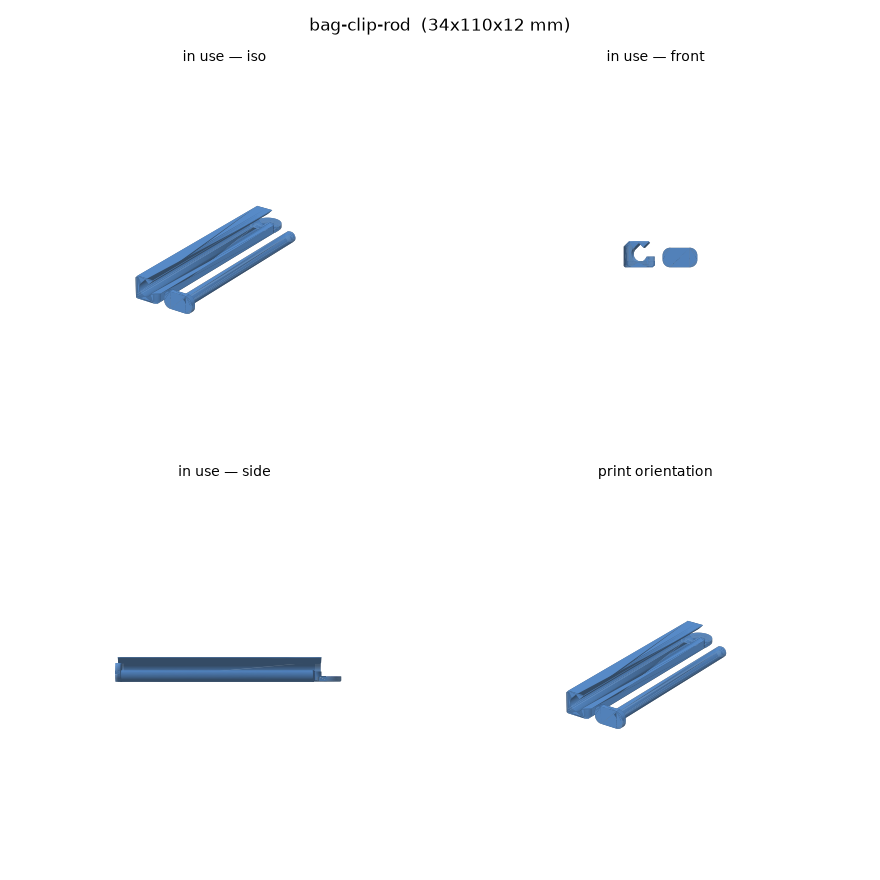 bag-clip-rod  (34x110x12 mm)
in use — iso
in use — front
in use — side
print orientation